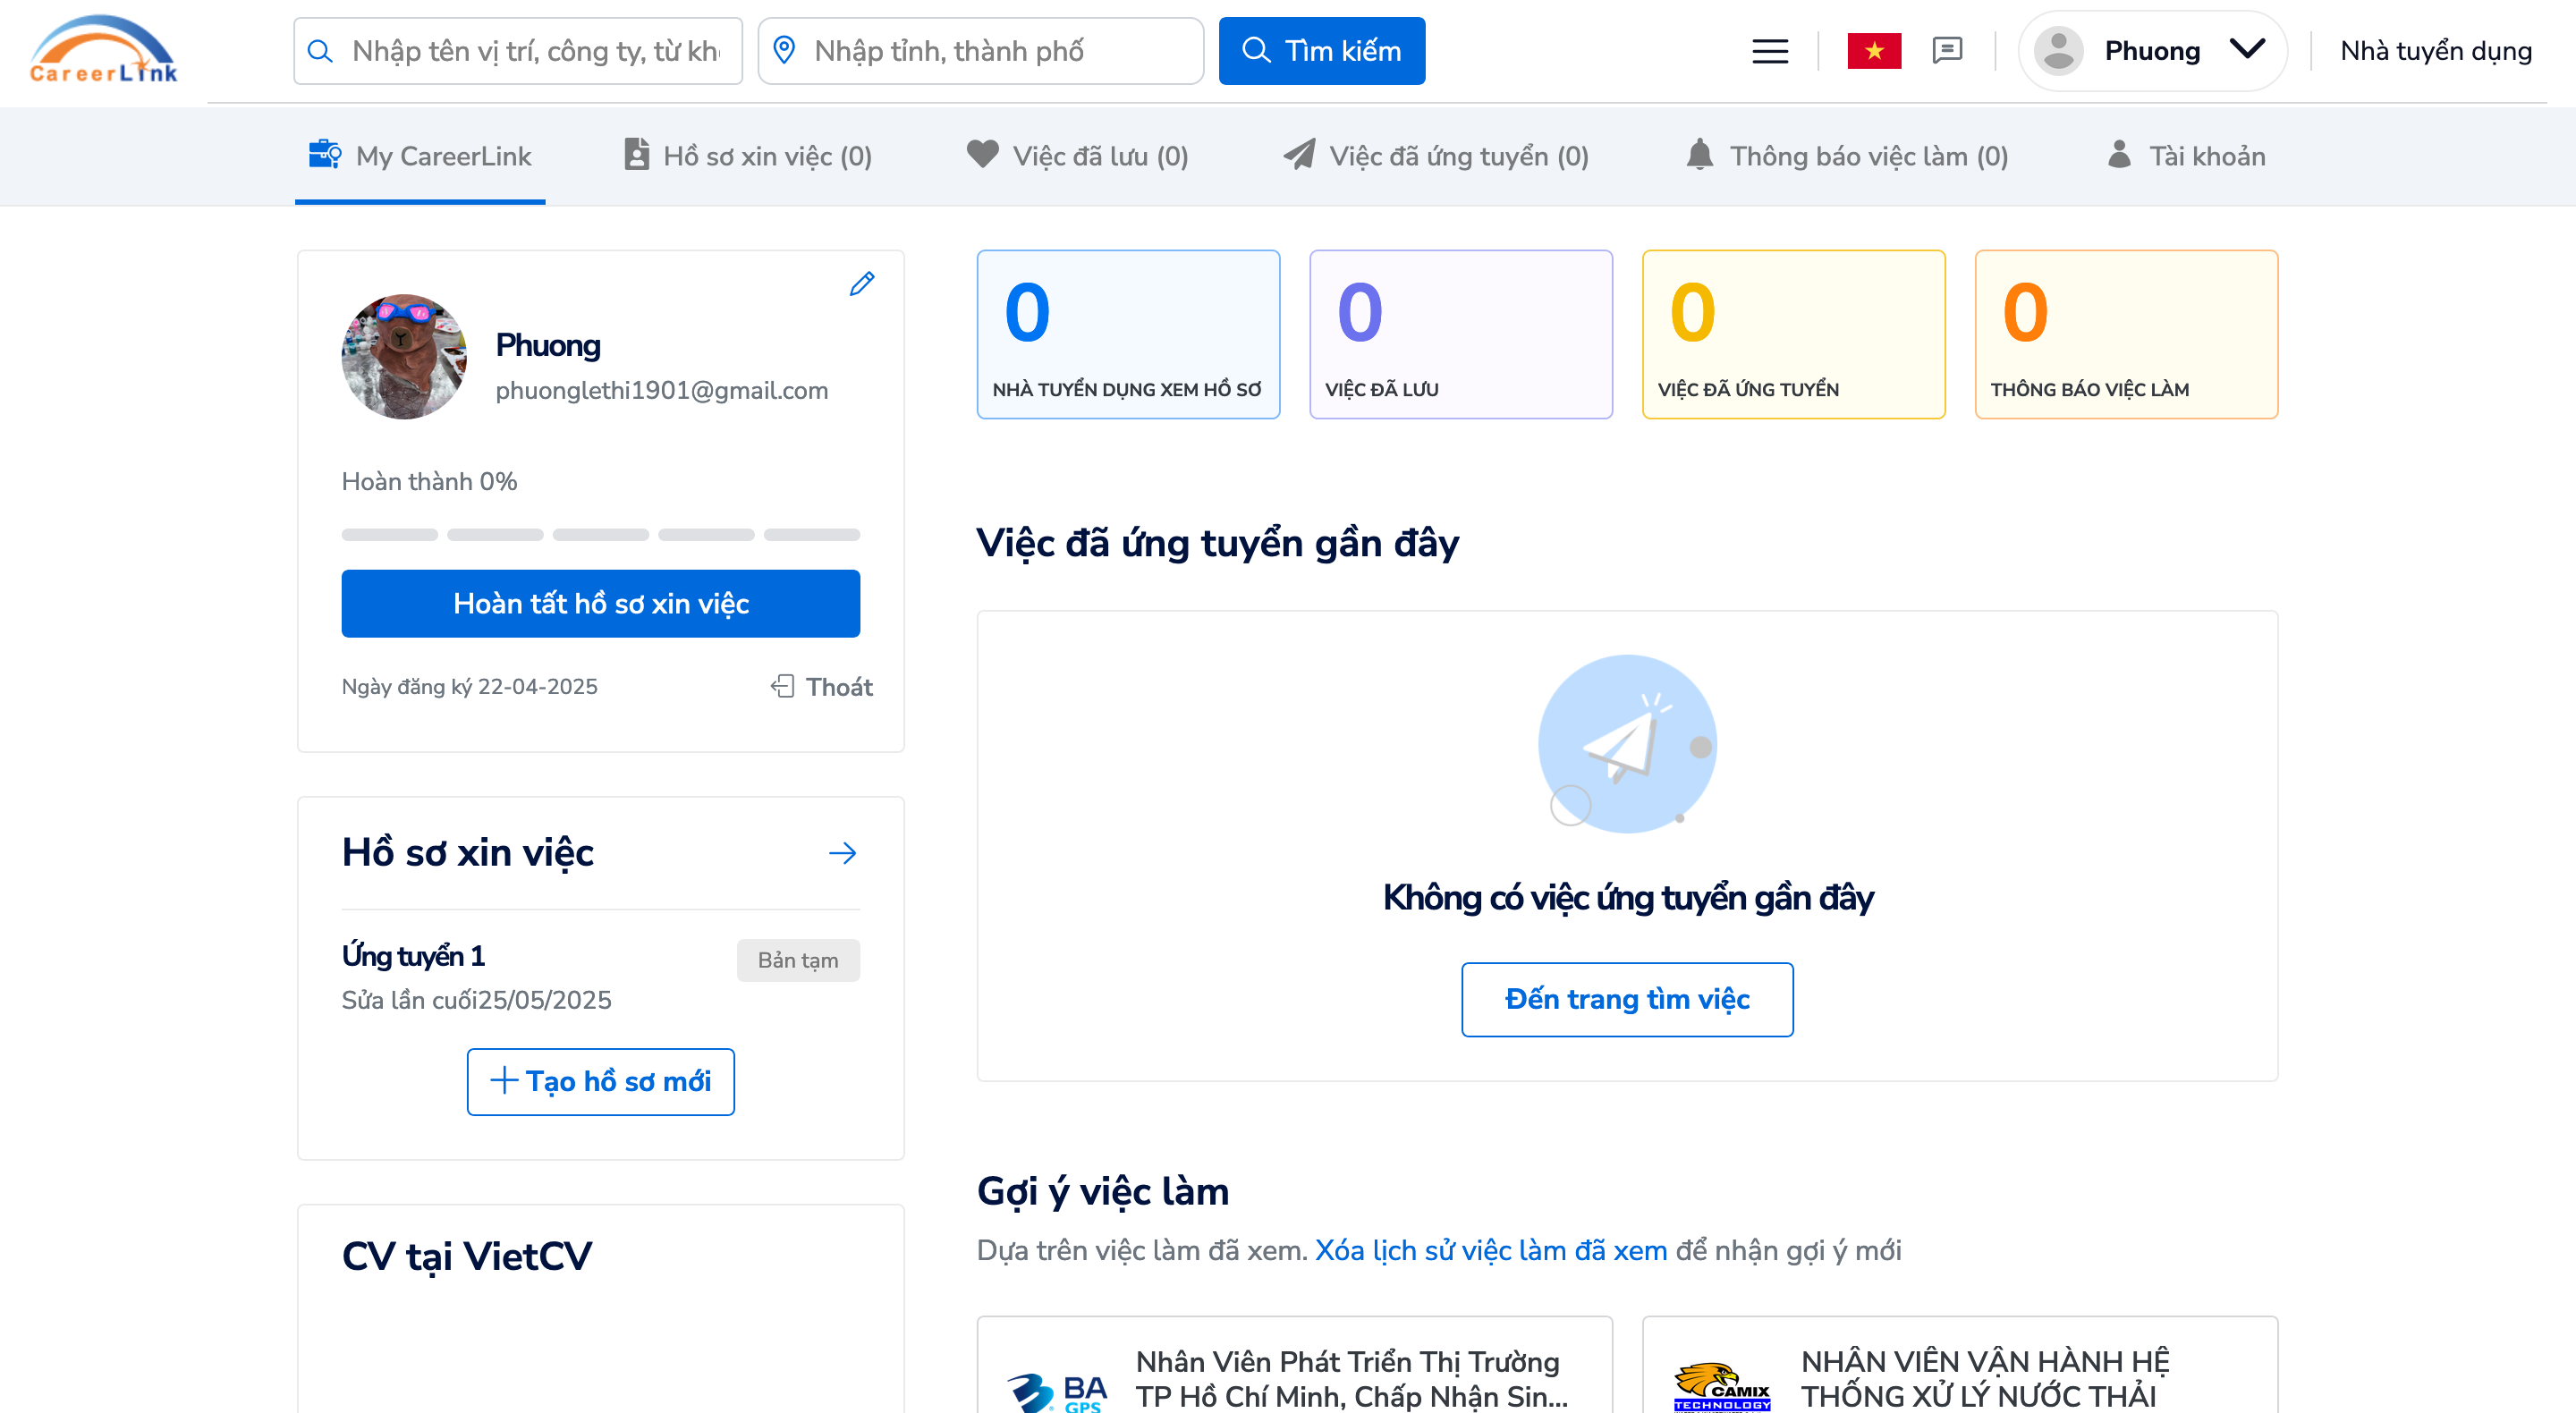 CareerLink
Nhập tên vị trí, công ty, từ kh
Nhập tỉnh, thành phố
Tìm kiếm
Phuong
Nhà tuyển dụng
My CareerLink
Hồ sơ xin việc (0)
Việc đã lưu (0)
Việc đã ứng tuyển (0)
Thông báo việc làm (0)
Tài khoản
Phuong
phuonglethi1901@gmail.com
Hoàn thành 0%
Hoàn tất hồ sơ xin việc
Ngày đăng ký 22-04-2025
Thoát
Hồ sơ xin việc
Ứng tuyển 1
Bản tạm
Sửa lần cuối25/05/2025
Tạo hồ sơ mới
CV tại VietCV
0
NHÀ TUYỂN DỤNG XEM HỒ SƠ
0
VIỆC ĐÃ LƯU
0
VIỆC ĐÃ ỨNG TUYỂN
0
THÔNG BÁO VIỆC LÀM
Việc đã ứng tuyển gần đây
Không có việc ứng tuyển gần đây
Đến trang tìm việc
Gợi ý việc làm
Dựa trên việc làm đã xem. Xóa lịch sử việc làm đã xem để nhận gợi ý mới
BA
GPS
Nhân Viên Phát Triển Thị Trường
TP Hồ Chí Minh, Chấp Nhận Sin...
CAMIX
TECHNOLOGY
NHÂN VIÊN VẬN HÀNH HỆ
THỐNG XỬ LÝ NƯỚC THẢI